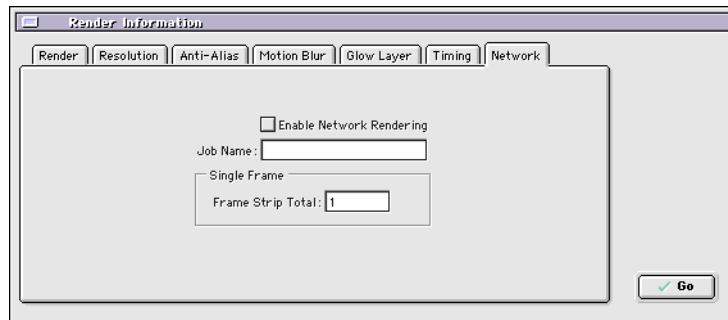 Render Information
Render Resolution Anti-Alias Motion Blur Glow Layer Timing Network
Enable Network Rendering
Job Name:
Single Frame
Frame Strip Total: 1
Go